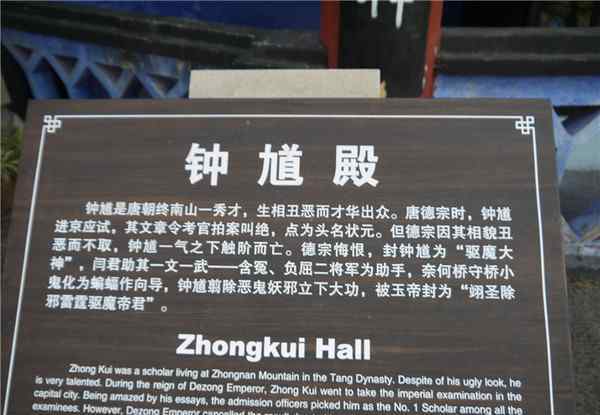 钟馗殿
钟馗是唐朝终南山一秀才，生相丑恶而才华出众。唐德宗时，钟馗
进京应试，其文章令考官拍案叫绝，点为头名状元。但德宗因其相貌丑
恶而不取，钟馗一气之下触阶而亡。德宗悔恨，封钟馗为“驱魔大
神”，闫君助其一文一武——含冤、负屈二将军为助手，奈何桥守桥小
鬼化为蝙蝠作向导，钟馗翦除恶鬼妖邪立下大功，被玉帝封为“翊圣除
邪雷霆驱魔帝君”。
Zhongkui Hall
Zhong Kui was a scholar living at Zhongnan Mountain in the Tang Dynasty. Despite of his ugly look, he
is very talented. During the reign of Dezong Emperor, Zhong Kui went to take the imperial examination in the
capital city. Being amazed by his essays, the admission officers picked him as the No. 1 Scholar among all the
examinees. However, Dezong Emperor cancelled the